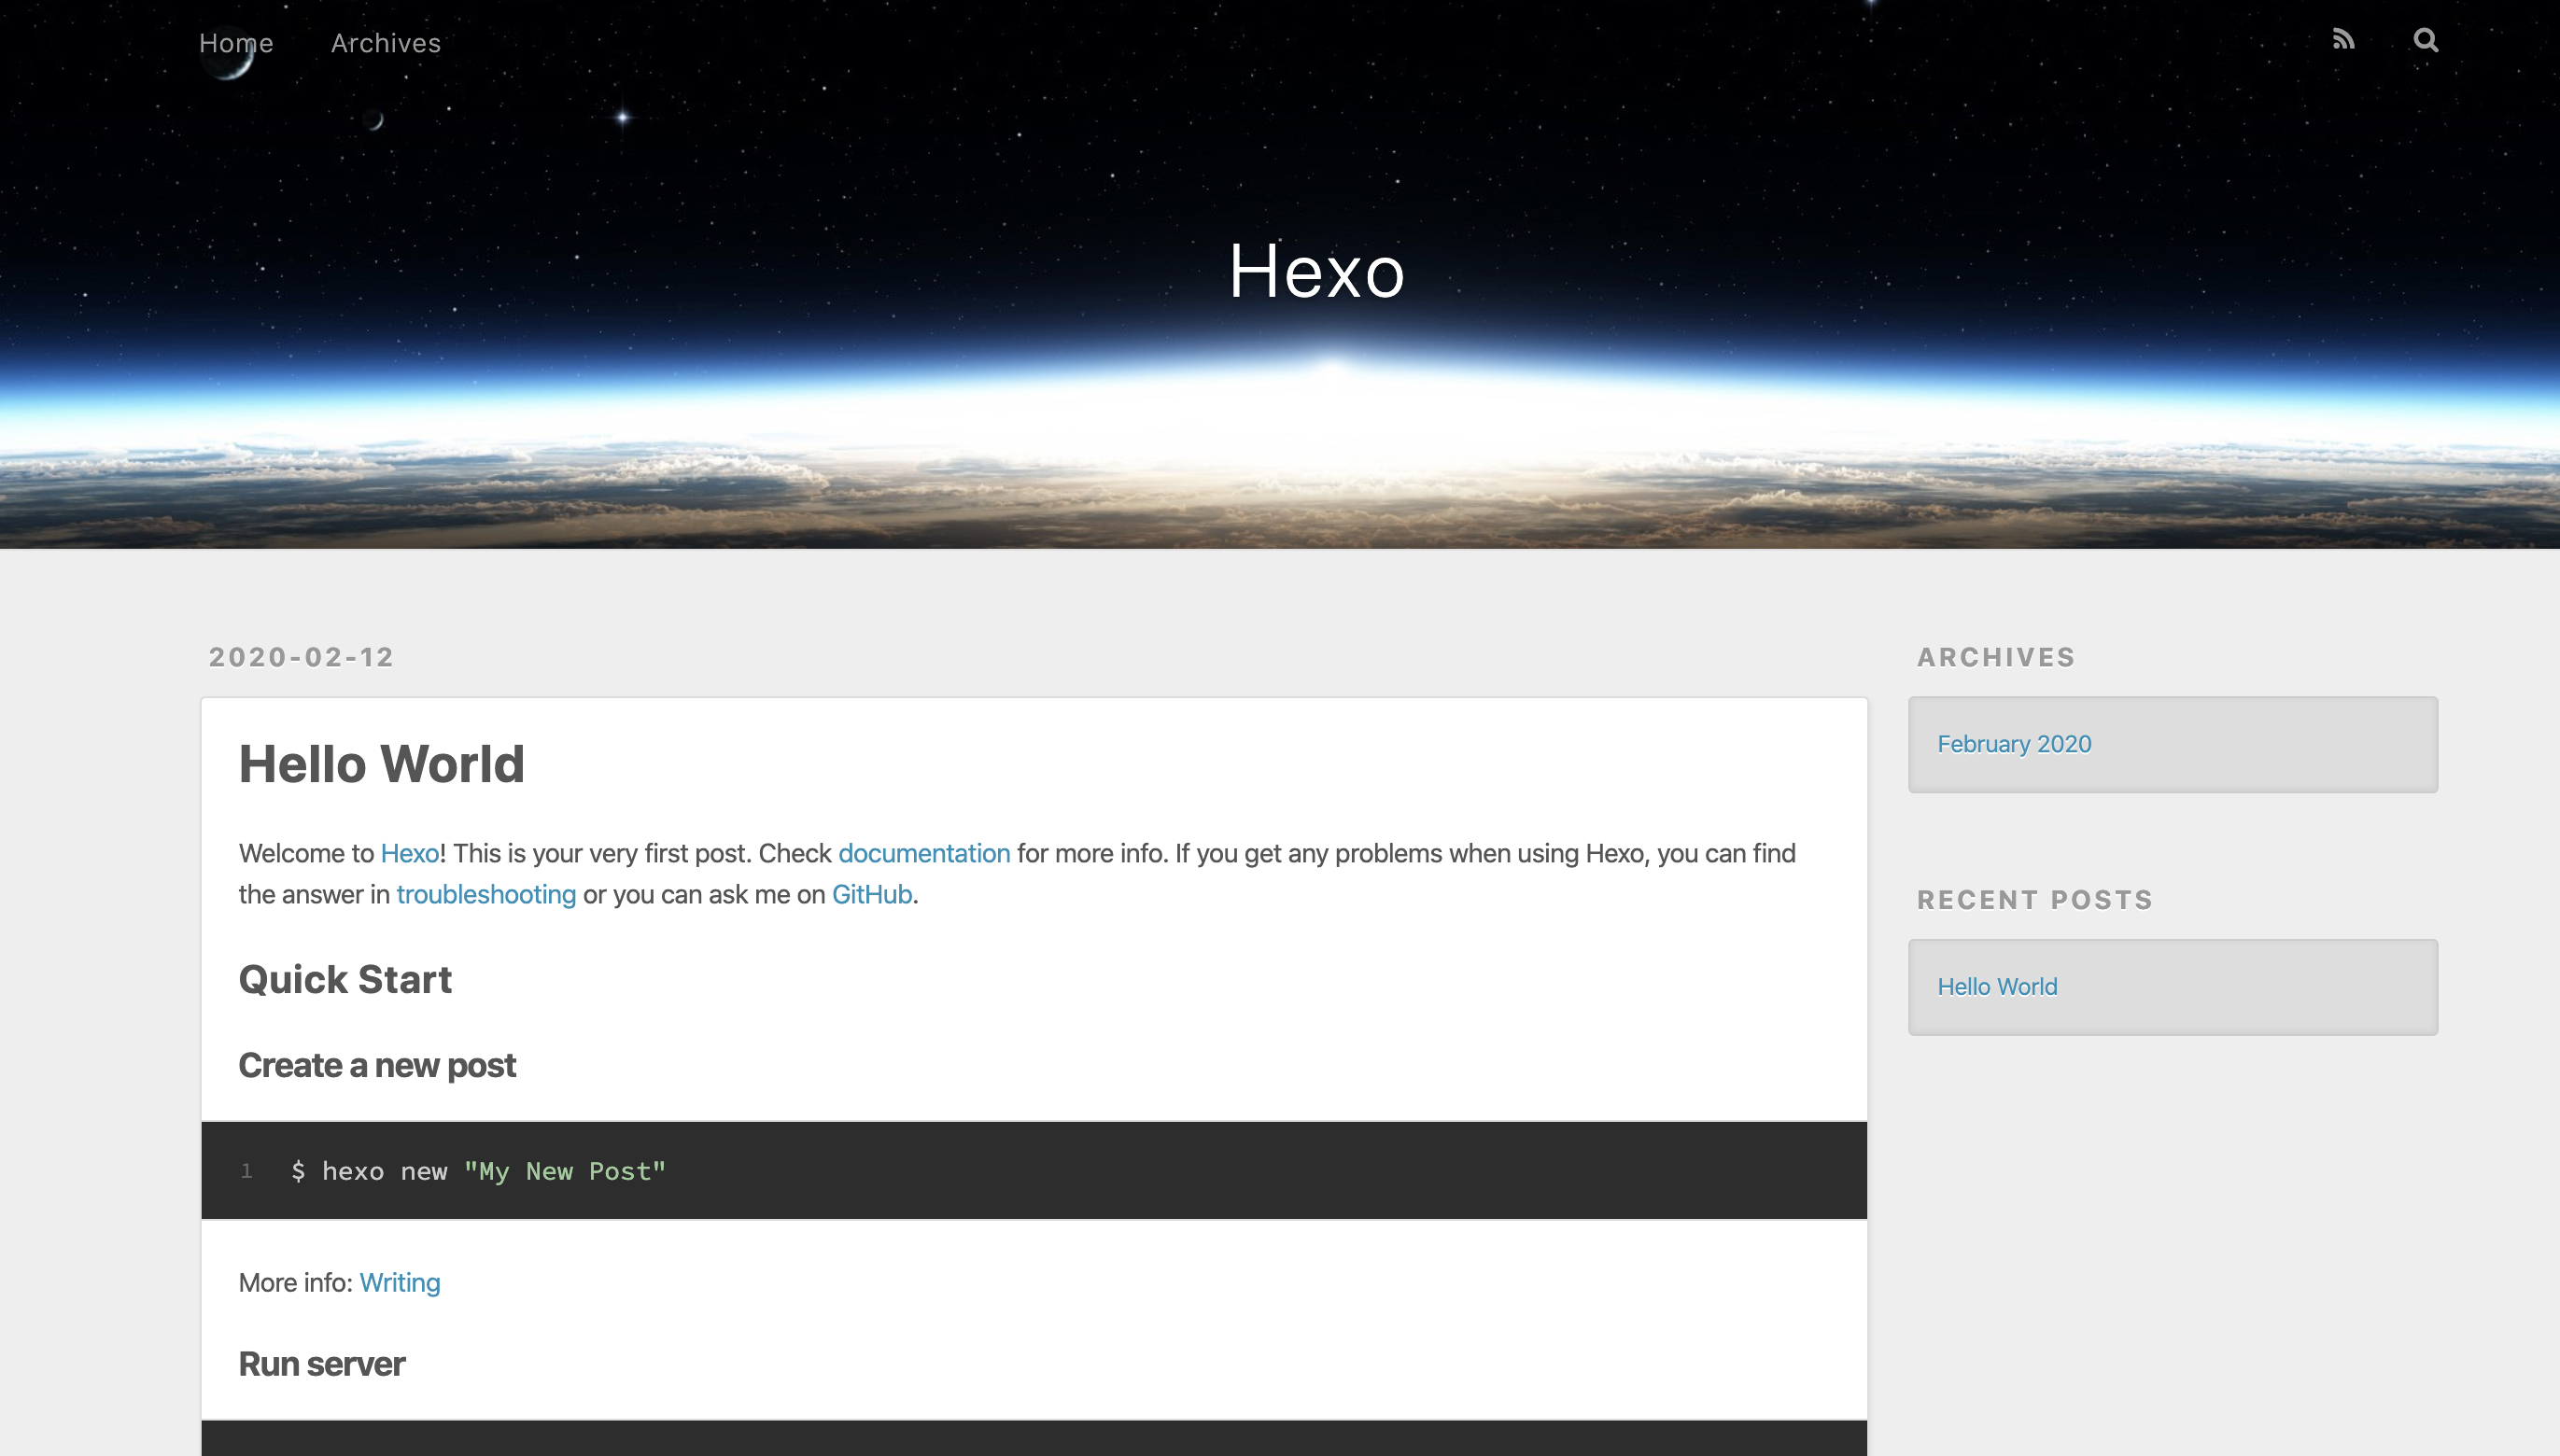 Home Archives
Hexo
2020-02-12
Hello World
Welcome to Hexo! This is your very first post. Check documentation for more info. If you get any problems when using Hexo, you can find
the answer in troubleshooting or you can ask me on GitHub.
Quick Start
Create a new post
1 $ hexo new "My New Post"
More info: Writing
Run server
ARCHIVES
February 2020
RECENT POSTS
Hello World